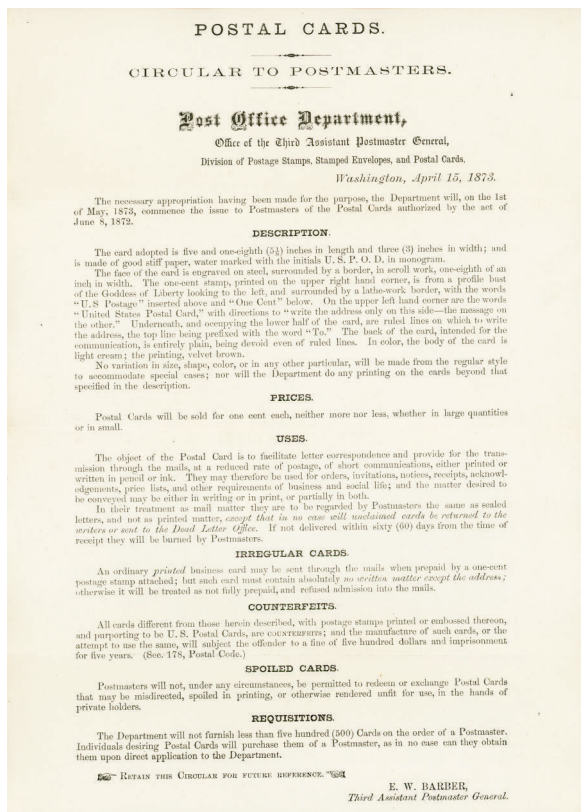 POSTAL CARDS.
CIRCULAR TO POSTMASTERS.
Post Office Department,
Office of the Third Assistant Postmaster General,
Division of Postage Stamps, Stamped Envelopes, and Postal Cards,
Washington, April 15, 1873.
The necessary appropriation having been made for the purpose, the Department will, on the 1st
of May, 1873, commence the issue to Postmasters of the Postal Cards authorized by the act of
June 8, 1872.
DESCRIPTION.
The card adopted is five and one-eighth (5⅛) inches in length and three (3) inches in width; and
is made of good stiff paper, water marked with the initials U. S. P. O. D. in monogram.
The face of the card is engraved on steel, surrounded by a border, in scroll work, one-eighth of an
inch in width. The one-cent stamp, printed on the upper right hand corner, is from a profile bust
of the Goddess of Liberty looking to the left, and surrounded by a lathe-work border, with the words
"U. S Postage" inserted above and "One Cent" below. On the upper left hand corner are the words
"United States Postal Card," with directions to "write the address only on this side—the message on
the other." Underneath, and occupying the lower half of the card, are ruled lines on which to write
the address, the top line being prefixed with the word "To." The back of the card, intended for the
communication, is entirely plain, being devoid even of ruled lines. In color, the body of the card is
light cream; the printing, velvet brown.
No variation in size, shape, color, or in any other particular, will be made from the regular style
to accommodate special cases; nor will the Department do any printing on the cards beyond that
specified in the description.
PRICES.
Postal Cards will be sold for one cent each, neither more nor less, whether in large quantities
or in small.
USES.
The object of the Postal Card is to facilitate letter correspondence and provide for the trans-
mission through the mails, at a reduced rate of postage, of short communications, either printed or
written in pencil or ink. They may therefore be used for orders, invitations, notices, receipts, acknowl-
edgements, price lists, and other requirements of business and social life; and the matter desired to
be conveyed may be either in writing or in print, or partially in both.
In their treatment as mail matter they are to be regarded by Postmasters the same as sealed
letters, and not as printed matter, except that in no case will unclaimed cards be returned to the
writers or sent to the Dead Letter Office. If not delivered within sixty (60) days from the time of
receipt they will be burned by Postmasters.
IRREGULAR CARDS.
An ordinary printed business card may be sent through the mails when prepaid by a one-cent
postage stamp attached; but such card must contain absolutely no written matter except the address;
otherwise it will be treated as not fully prepaid, and refused admission into the mails.
COUNTERFEITS.
All cards different from those herein described, with postage stamps printed or embossed thereon,
and purporting to be U. S. Postal Cards, are COUNTERFEITS; and the manufacture of such cards, or the
attempt to use the same, will subject the offender to a fine of five hundred dollars and imprisonment
for five years. (Sec. 178, Postal Code.)
SPOILED CARDS.
Postmasters will not, under any circumstances, be permitted to redeem or exchange Postal Cards
that may be misdirected, spoiled in printing, or otherwise rendered unfit for use, in the hands of
private holders.
REQUISITIONS.
The Department will not furnish less than five hundred (500) Cards on the order of a Postmaster.
Individuals desiring Postal Cards will purchase them of a Postmaster, as in no case can they obtain
them upon direct application to the Department.
RETAIN THIS CIRCULAR FOR FUTURE REFERENCE.
E. W. BARBER,
Third Assistant Postmaster General.